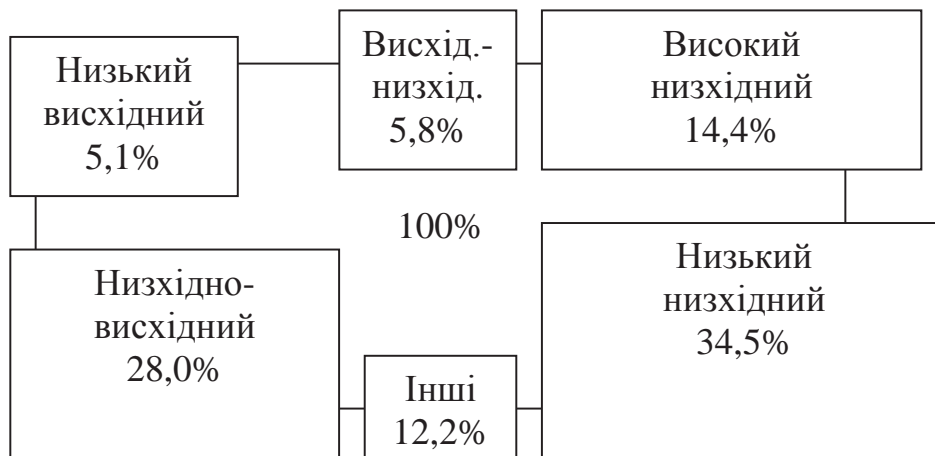 Низький
висхідний
5,1%
Висхід.-
низхід.
5,8%
Високий
низхідний
14,4%
100%
Низхідно-
висхідний
28,0%
Інші
12,2%
Низький
низхідний
34,5%